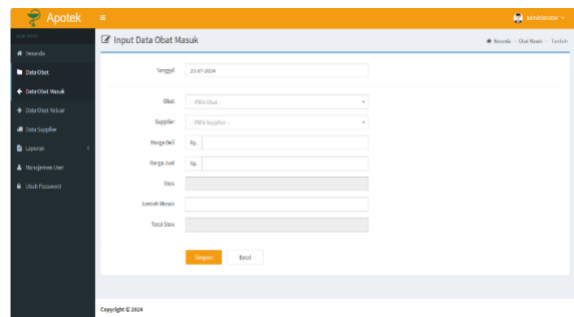 Apotek
administrator
Input Data Obat Masuk
Beranda
Obat Masuk
Tambah
Beranda
Data Obat
Data Obat Masuk
Data Obat Keluar
Data Supplier
Laporan
Manajemen User
Ubah Password
Tanggal
23-07-2024
Obat
-- Pilih Obat --
Supplier
-- Pilih Supplier --
Harga Beli
Rp.
Harga Jual
Rp.
Stok
Jumlah Masuk
Total Stok
Simpan
Batal
Copyright © 2024